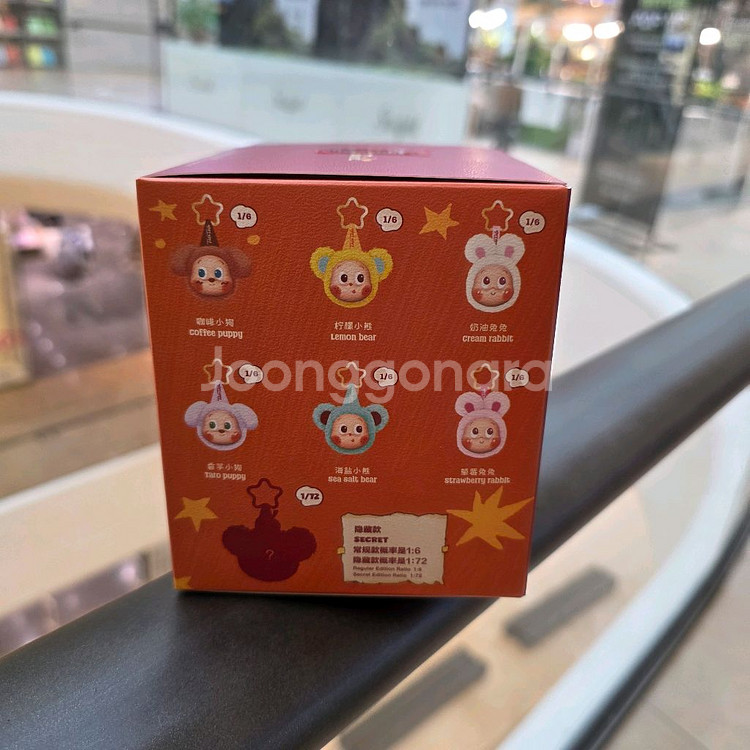 1/6
1/6
1/6
咖啡小狗
coffee puppy
柠檬小熊
Lemon bear
奶油兔兔
cream rabbit
Joonggonara
1/6
1/6
1/6
香芋小狗
Taro puppy
海盐小熊
sea salt bear
草莓兔兔
strawberry rabbit
1/72
?
隐藏款
SECRET
常规款概率是1:6
隐藏款概率是1:72
Regular Edition Ratio 1:6
Secret Edition Ratio 1:72